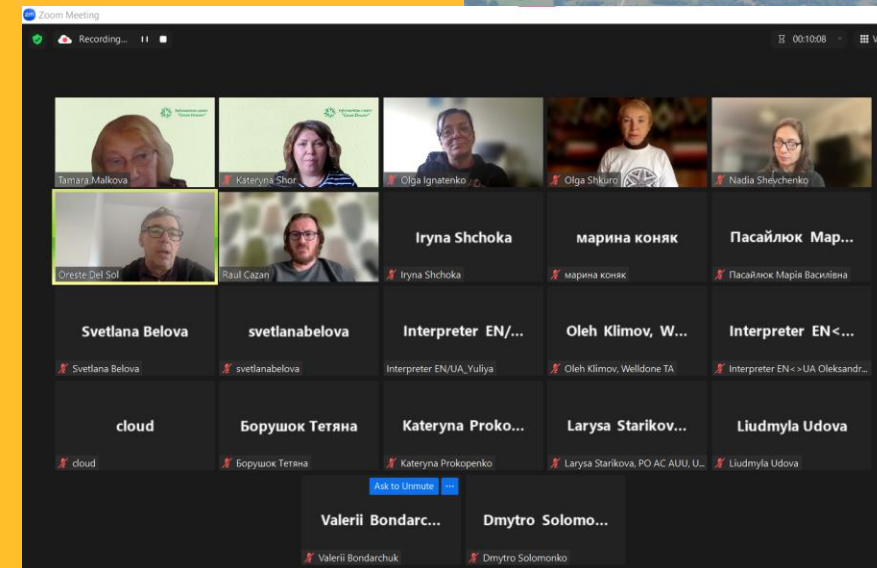 Zoom Meeting
Recording...
00:10:08
V
Tamara Malkova
Kateryna Shor
Olga Ignatenko
Olga Shkuro
Nadia Shevchenko
Oreste Del Sol
Raul Cazan
Iryna Shchoka
Iryna Shchoka
марина коняк
марина коняк
Пасайлюк Мар...
Пасайлюк Марія Василівна
Svetlana Belova
Svetlana Belova
svetlanabelova
svetlanabelova
Interpreter EN/...
Interpreter EN/UA_Yuliya
Oleh Klimov, W...
Oleh Klimov, Welldone TA
Interpreter EN<...
Interpreter EN<>UA Oleksandr...
cloud
cloud
Борушок Тетяна
Борушок Тетяна
Kateryna Proko...
Kateryna Prokopenko
Larysa Starikov...
Larysa Starikova, PO AC AUU, U...
Liudmyla Udova
Liudmyla Udova
Ask to Unmute
Valerii Bondarc...
Valerii Bondarchuk
Dmytro Solomo...
Dmytro Solomonko